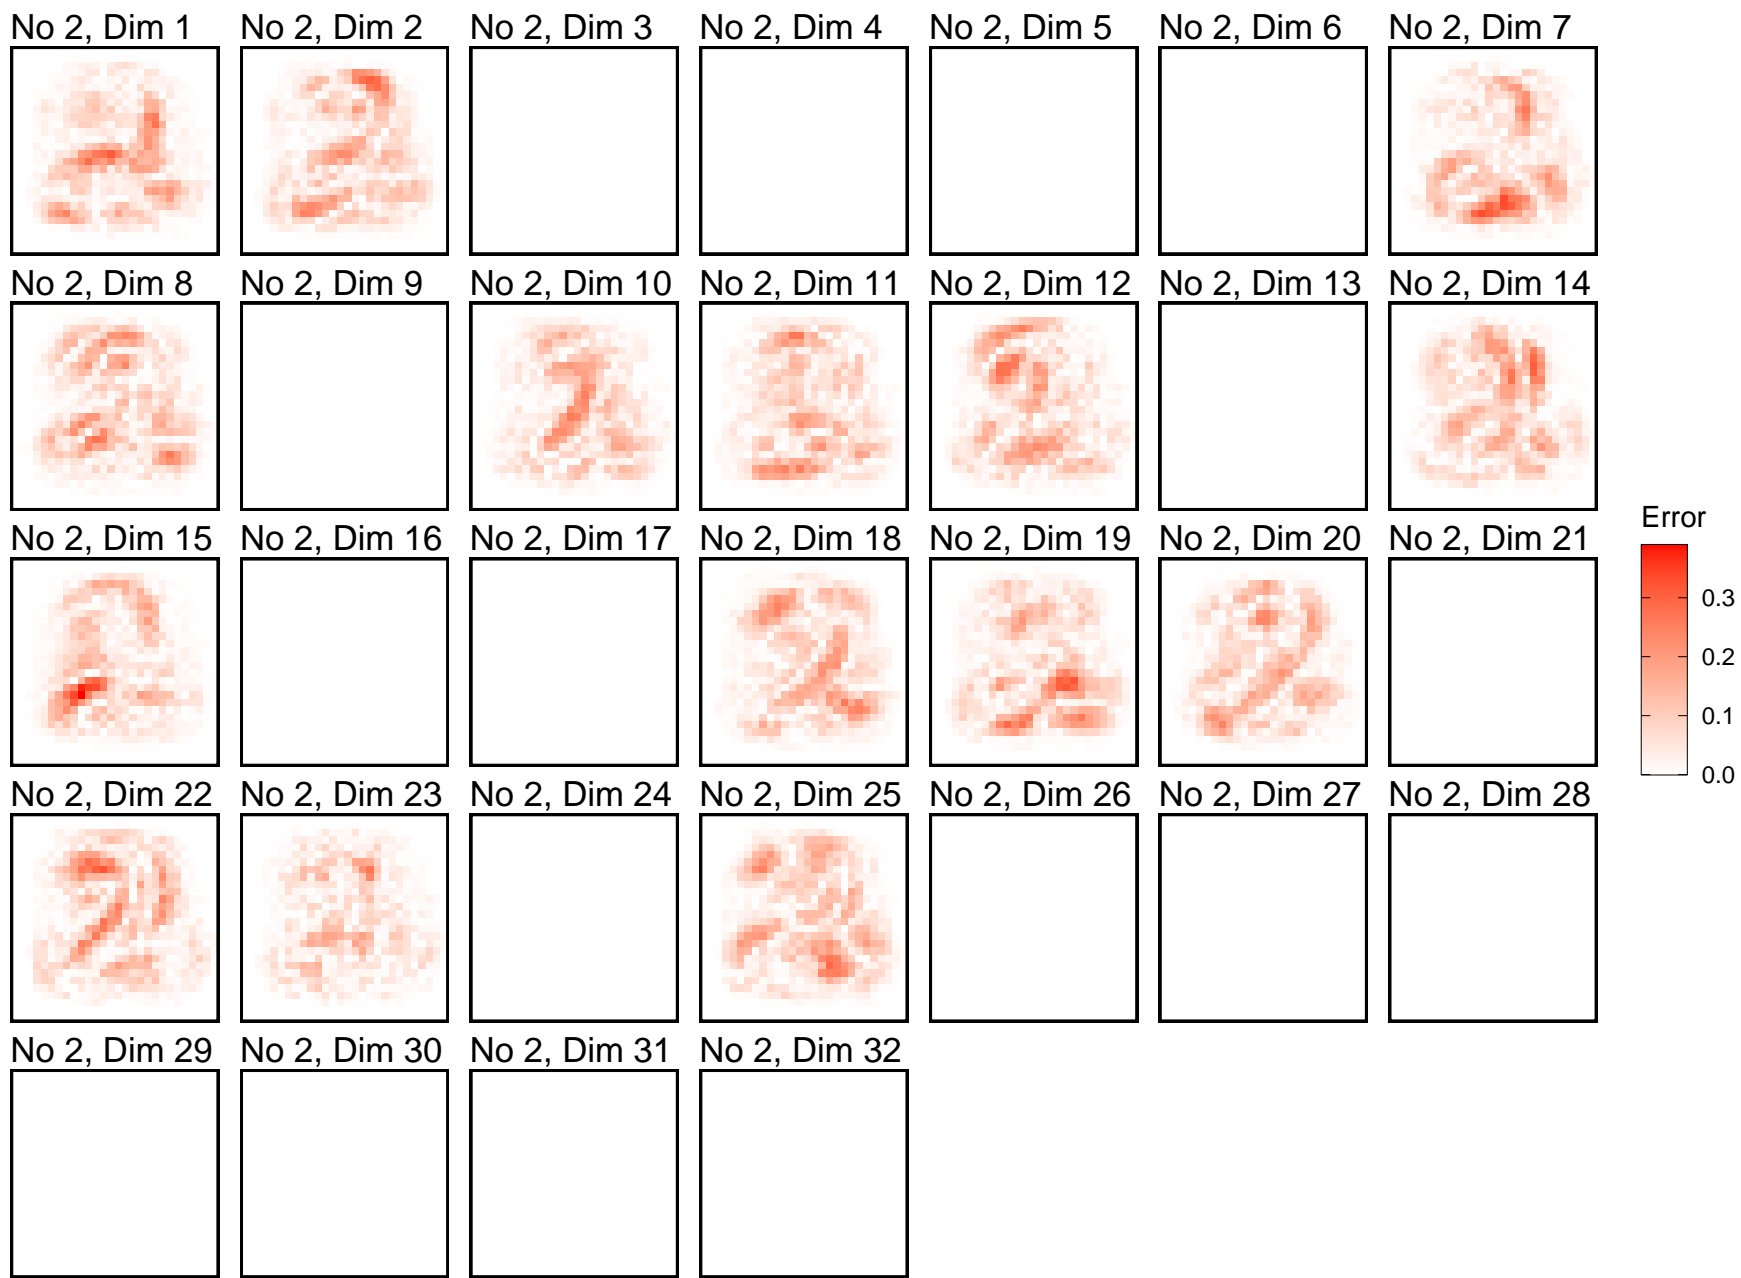 No 2, Dim 1 No 2, Dim 2 No 2, Dim 3 No 2, Dim 4 No 2, Dim 5 No 2, Dim 6 No 2, Dim 7
No 2, Dim 8 No 2, Dim 9 No 2, Dim 10 No 2, Dim 11 No 2, Dim 12 No 2, Dim 13 No 2, Dim 14
Error
No 2, Dim 15 No 2, Dim 16 No 2, Dim 17 No 2, Dim 18 No 2, Dim 19 No 2, Dim 20 No 2, Dim 21
0.3
0.2
0.1
0.0
No 2, Dim 22 No 2, Dim 23 No 2, Dim 24 No 2, Dim 25 No 2, Dim 26 No 2, Dim 27 No 2, Dim 28
No 2, Dim 29 No 2, Dim 30 No 2, Dim 31 No 2, Dim 32